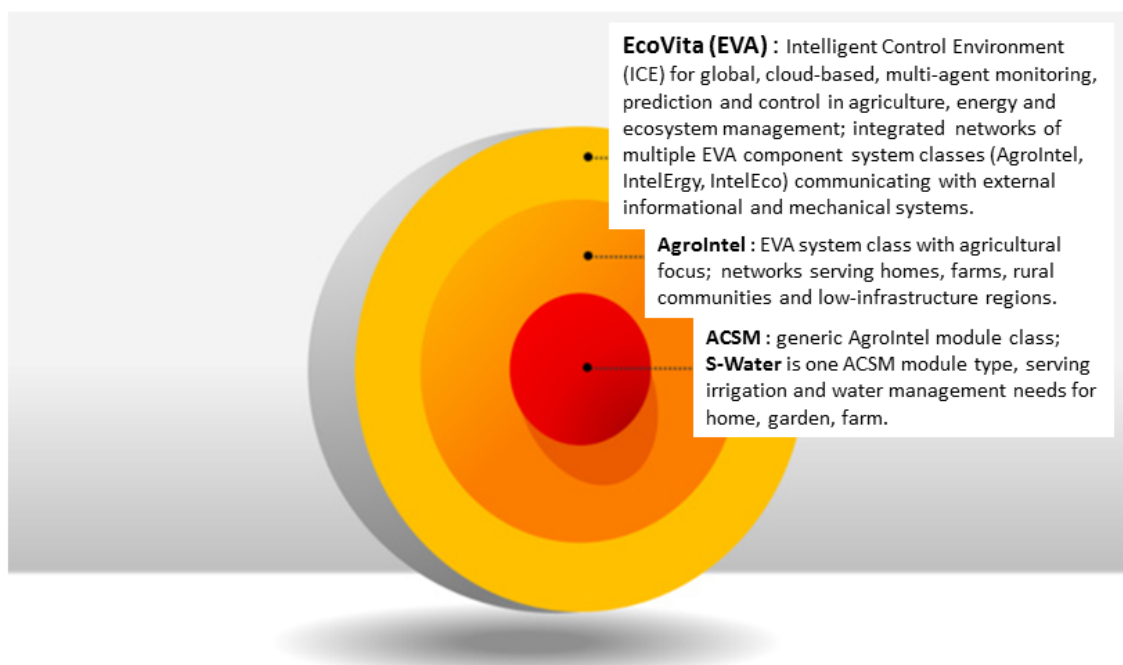 EcoVita (EVA) : Intelligent Control Environment
(ICE) for global, cloud-based, multi-agent monitoring,
prediction and control in agriculture, energy and
ecosystem management; integrated networks of
multiple EVA component system classes (AgroIntel,
IntelErgy, IntelEco) communicating with external
informational and mechanical systems.
AgroIntel : EVA system class with agricultural
focus; networks serving homes, farms, rural
communities and low-infrastructure regions.
ACSM : generic AgroIntel module class;
S-Water is one ACSM module type, serving
irrigation and water management needs for
home, garden, farm.